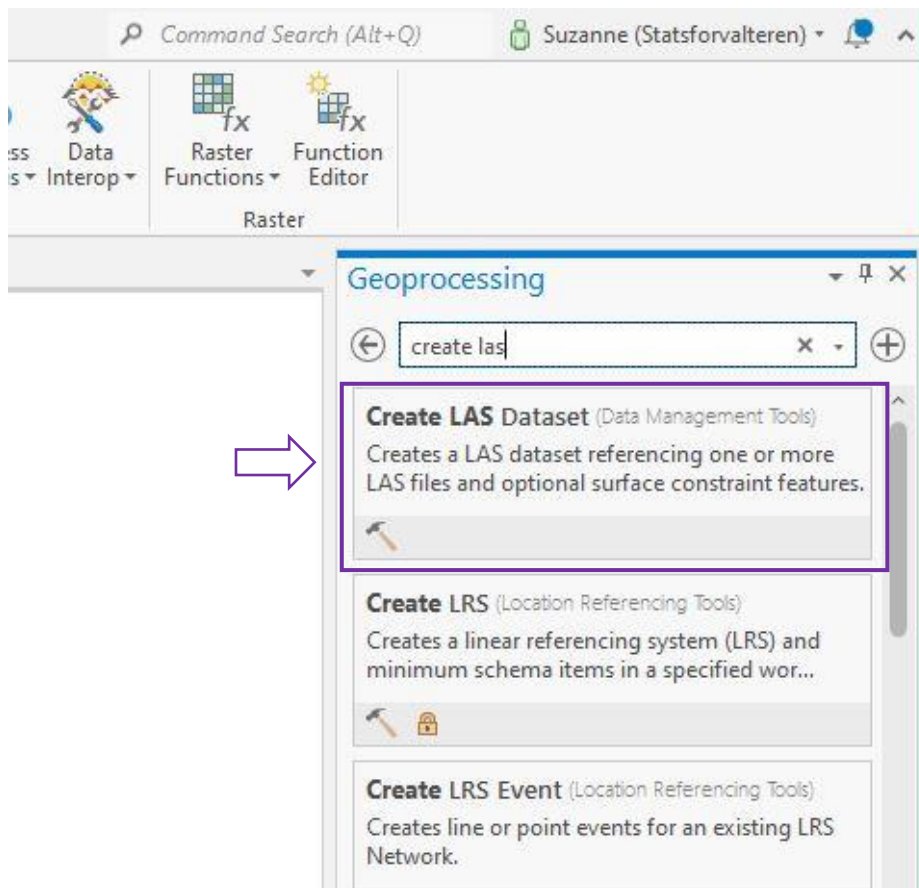 Command Search (Alt+Q)
Suzanne (Statsforvalteren)
Data
Interop
Raster
Functions
Function
Editor
Raster
Geoprocessing
create las
Create LAS Dataset (Data Management Tools)
Creates a LAS dataset referencing one or more
LAS files and optional surface constraint features.
Create LRS (Location Referencing Tools)
Creates a linear referencing system (LRS) and
minimum schema items in a specified wor...
Create LRS Event (Location Referencing Tools)
Creates line or point events for an existing LRS
Network.